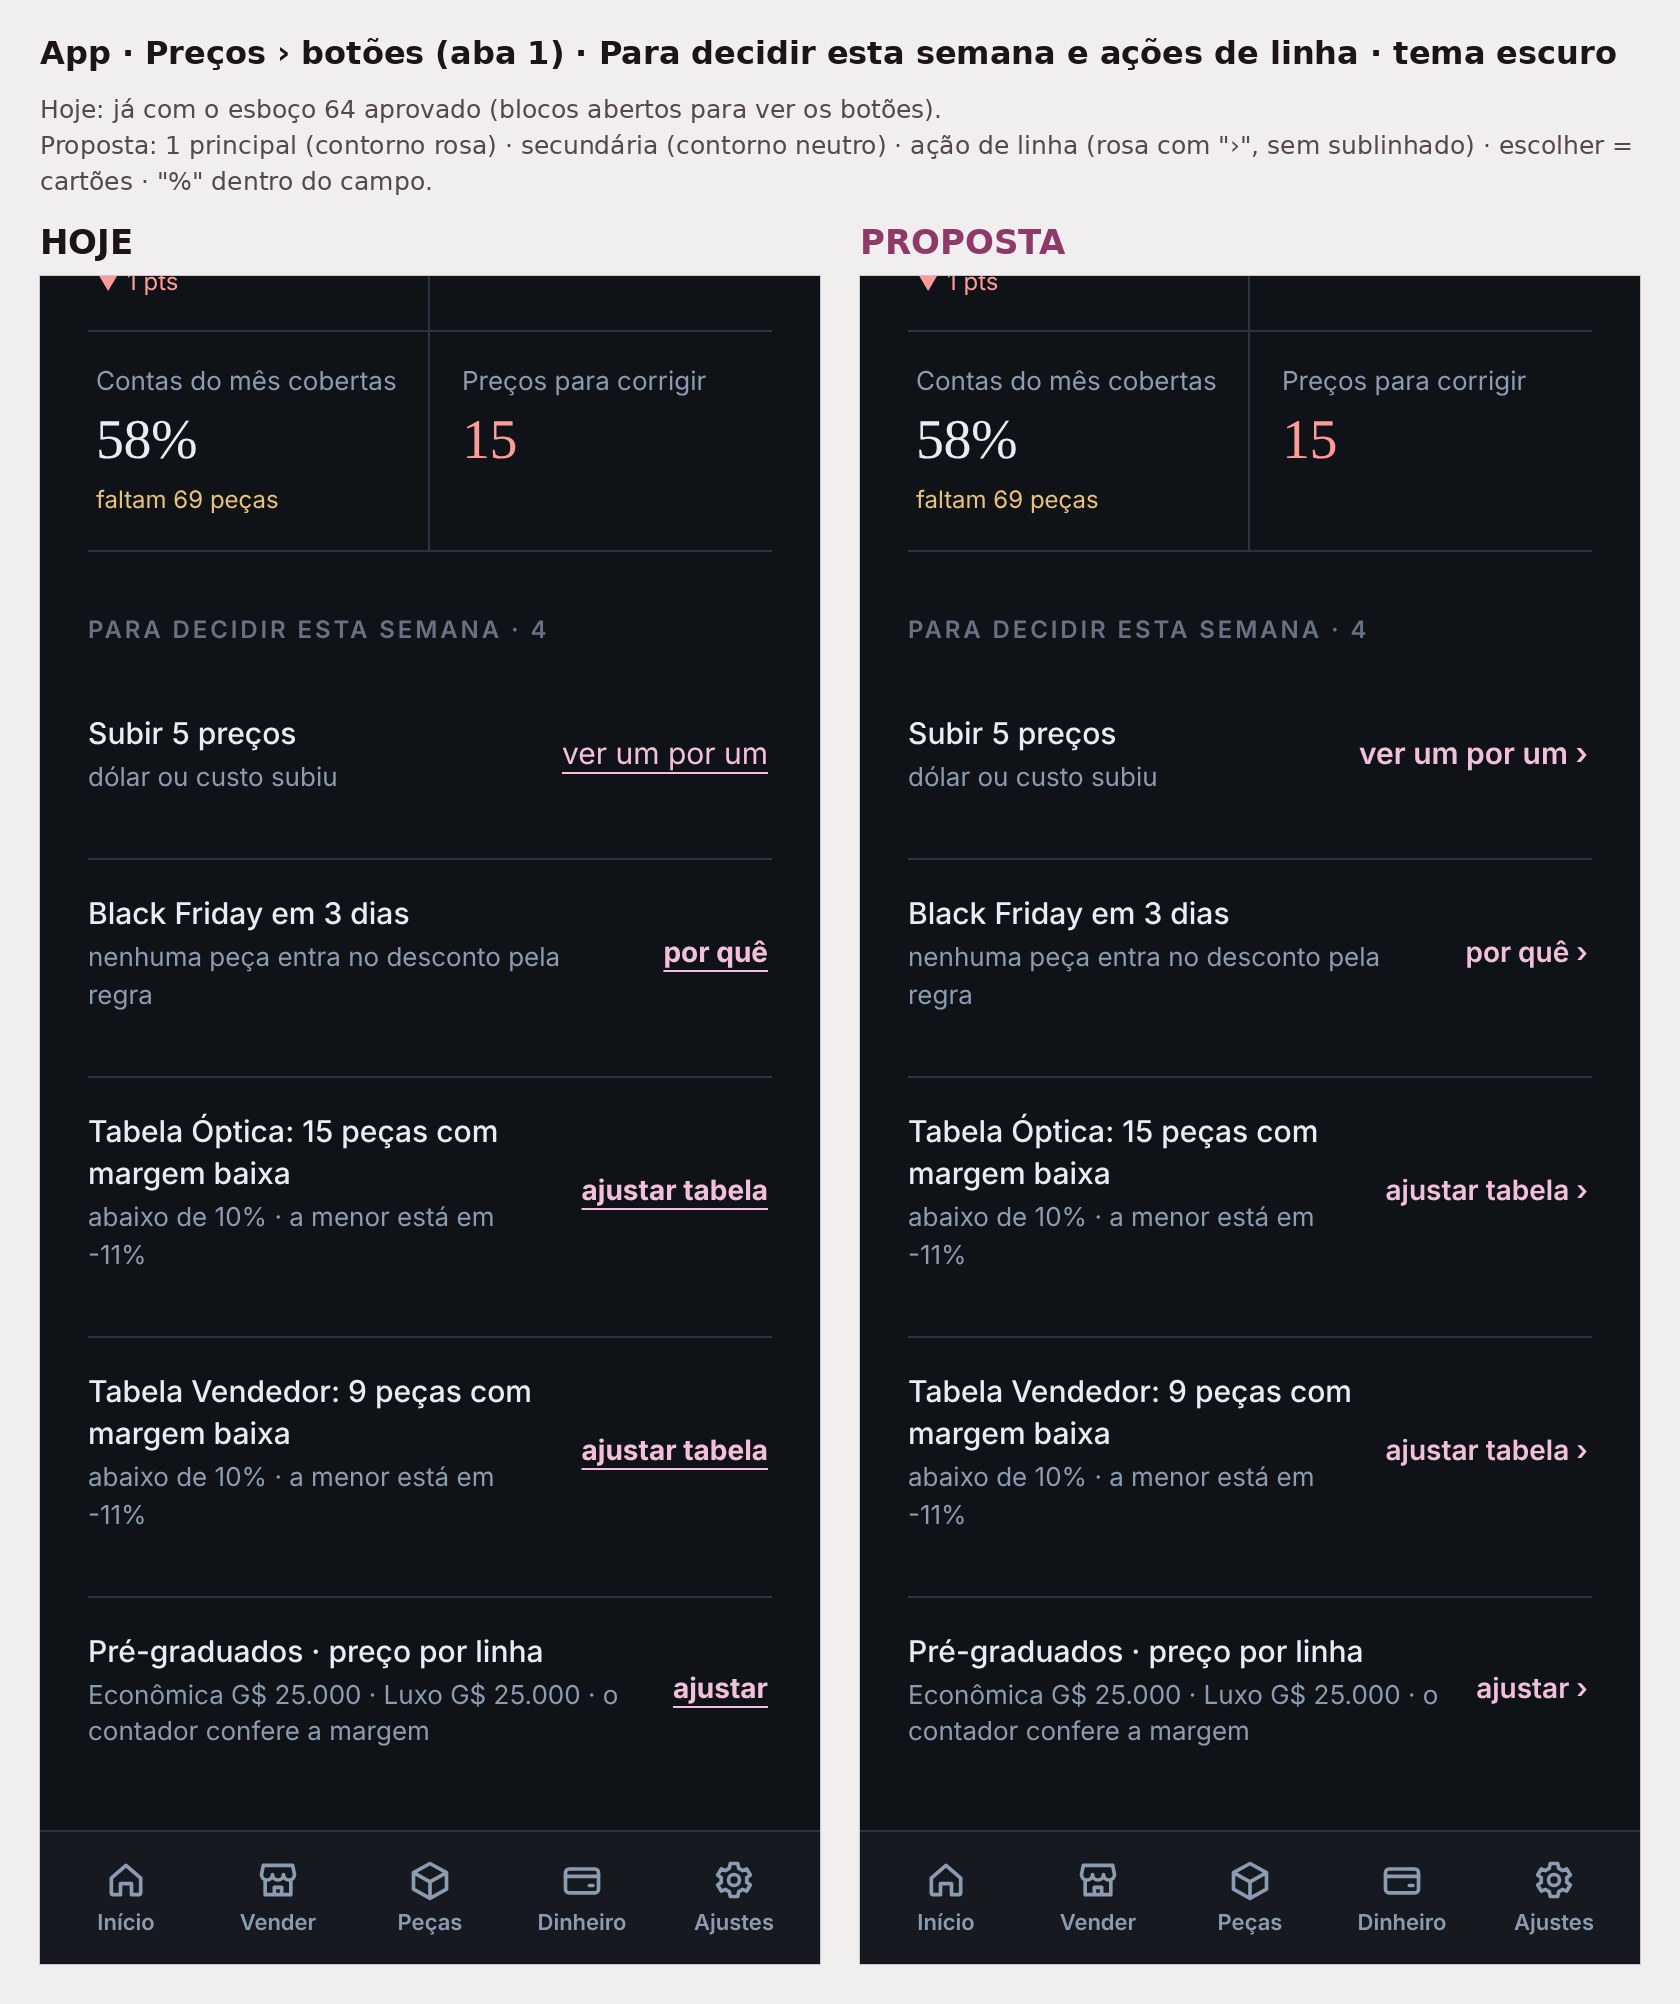 App · Preços › botões (aba 1) · Para decidir esta semana e ações de linha · tema escuro
Hoje: já com o esboço 64 aprovado (blocos abertos para ver os botões).
Proposta: 1 principal (contorno rosa) · secundária (contorno neutro) · ação de linha (rosa com "›", sem sublinhado) · escolher =
cartões · "%" dentro do campo.
HOJE
▼ 1 pts
Contas do mês cobertas
58%
faltam 69 peças
Preços para corrigir
15
PARA DECIDIR ESTA SEMANA · 4
Subir 5 preços
dólar ou custo subiu
ver um por um
Black Friday em 3 dias
nenhuma peça entra no desconto pela
regra
por quê
Tabela Óptica: 15 peças com
margem baixa
abaixo de 10% · a menor está em
-11%
ajustar tabela
Tabela Vendedor: 9 peças com
margem baixa
abaixo de 10% · a menor está em
-11%
ajustar tabela
Pré-graduados · preço por linha
Econômica G$ 25.000 · Luxo G$ 25.000 · o
contador confere a margem
ajustar
Início
Vender
Peças
Dinheiro
Ajustes
PROPOSTA
▼ 1 pts
Contas do mês cobertas
58%
faltam 69 peças
Preços para corrigir
15
PARA DECIDIR ESTA SEMANA · 4
Subir 5 preços
dólar ou custo subiu
ver um por um ›
Black Friday em 3 dias
nenhuma peça entra no desconto pela
regra
por quê ›
Tabela Óptica: 15 peças com
margem baixa
abaixo de 10% · a menor está em
-11%
ajustar tabela ›
Tabela Vendedor: 9 peças com
margem baixa
abaixo de 10% · a menor está em
-11%
ajustar tabela ›
Pré-graduados · preço por linha
Econômica G$ 25.000 · Luxo G$ 25.000 · o
contador confere a margem
ajustar ›
Início
Vender
Peças
Dinheiro
Ajustes